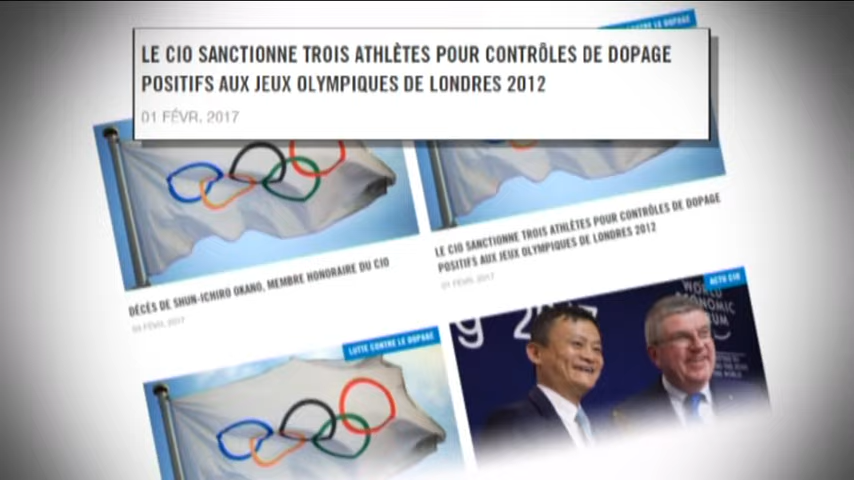 LE CIO SANCTIONNE TROIS ATHLÈTES POUR CONTRÔLES DE DOPAGE
POSITIFS AUX JEUX OLYMPIQUES DE LONDRES 2012
01 FÉVR. 2017
LE DOPAGE
DÉCÈS DE SHUN-ICHIRO OKANO, MEMBRE HONORAIRE DU CIO
FÉVR. 2017
LE CIO SANCTIONNE TROIS ATHLÈTES POUR CONTRÔLES DE DOPAGE
POSITIFS AUX JEUX OLYMPIQUES DE LONDRES 2012
01 FÉVR. 2017
LUTTE CONTRE LE DOPAGE
ACTU CIO
WORLD
ECONOMIC
FORUM